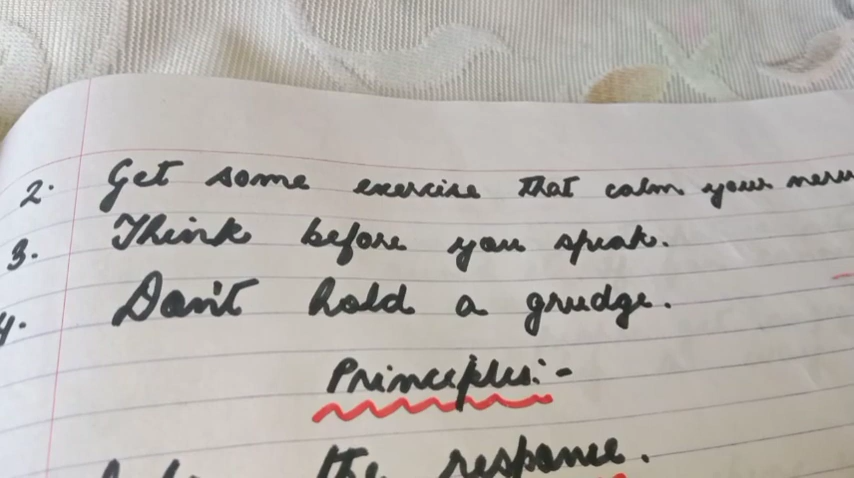 2. Get some exercise that calm your
3. Think before you speak.
4. Don't hold a grudge.
Principles:-
the response.